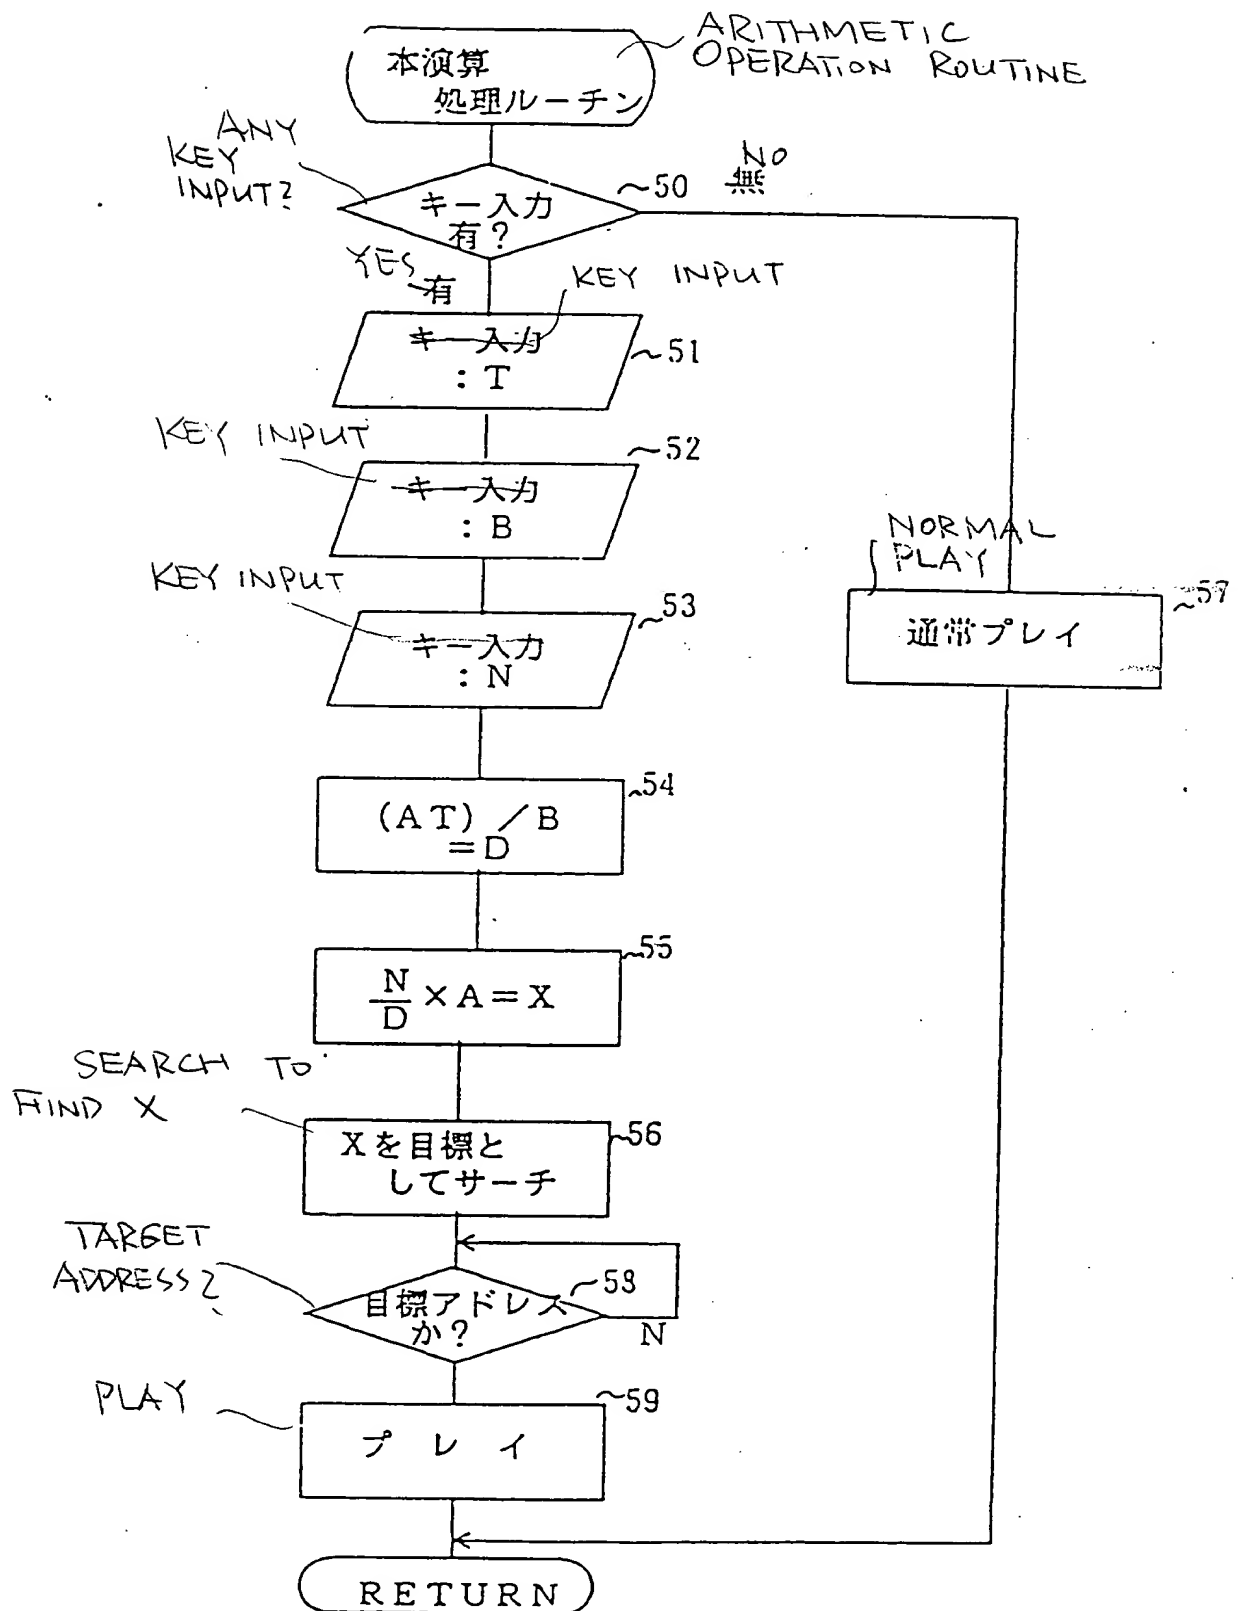 ARITHMETIC
OPERATION ROUTINE
本演算
処理ルーチン
ANY
KEY
INPUT?
キー入力
有?
50
NO
無
YES
有
KEY INPUT
キー入力
: T
51
KEY INPUT
キー入力
: B
52
KEY INPUT
キー入力
: N
53
NORMAL
PLAY
通常プレイ
57
(AT)/B
=D
54
N/D×A=X
55
SEARCH TO
FIND X
Xを目標と
してサーチ
56
TARGET
ADDRESS?
目標アドレス
か?
58
N
PLAY
プレイ
59
RETURN